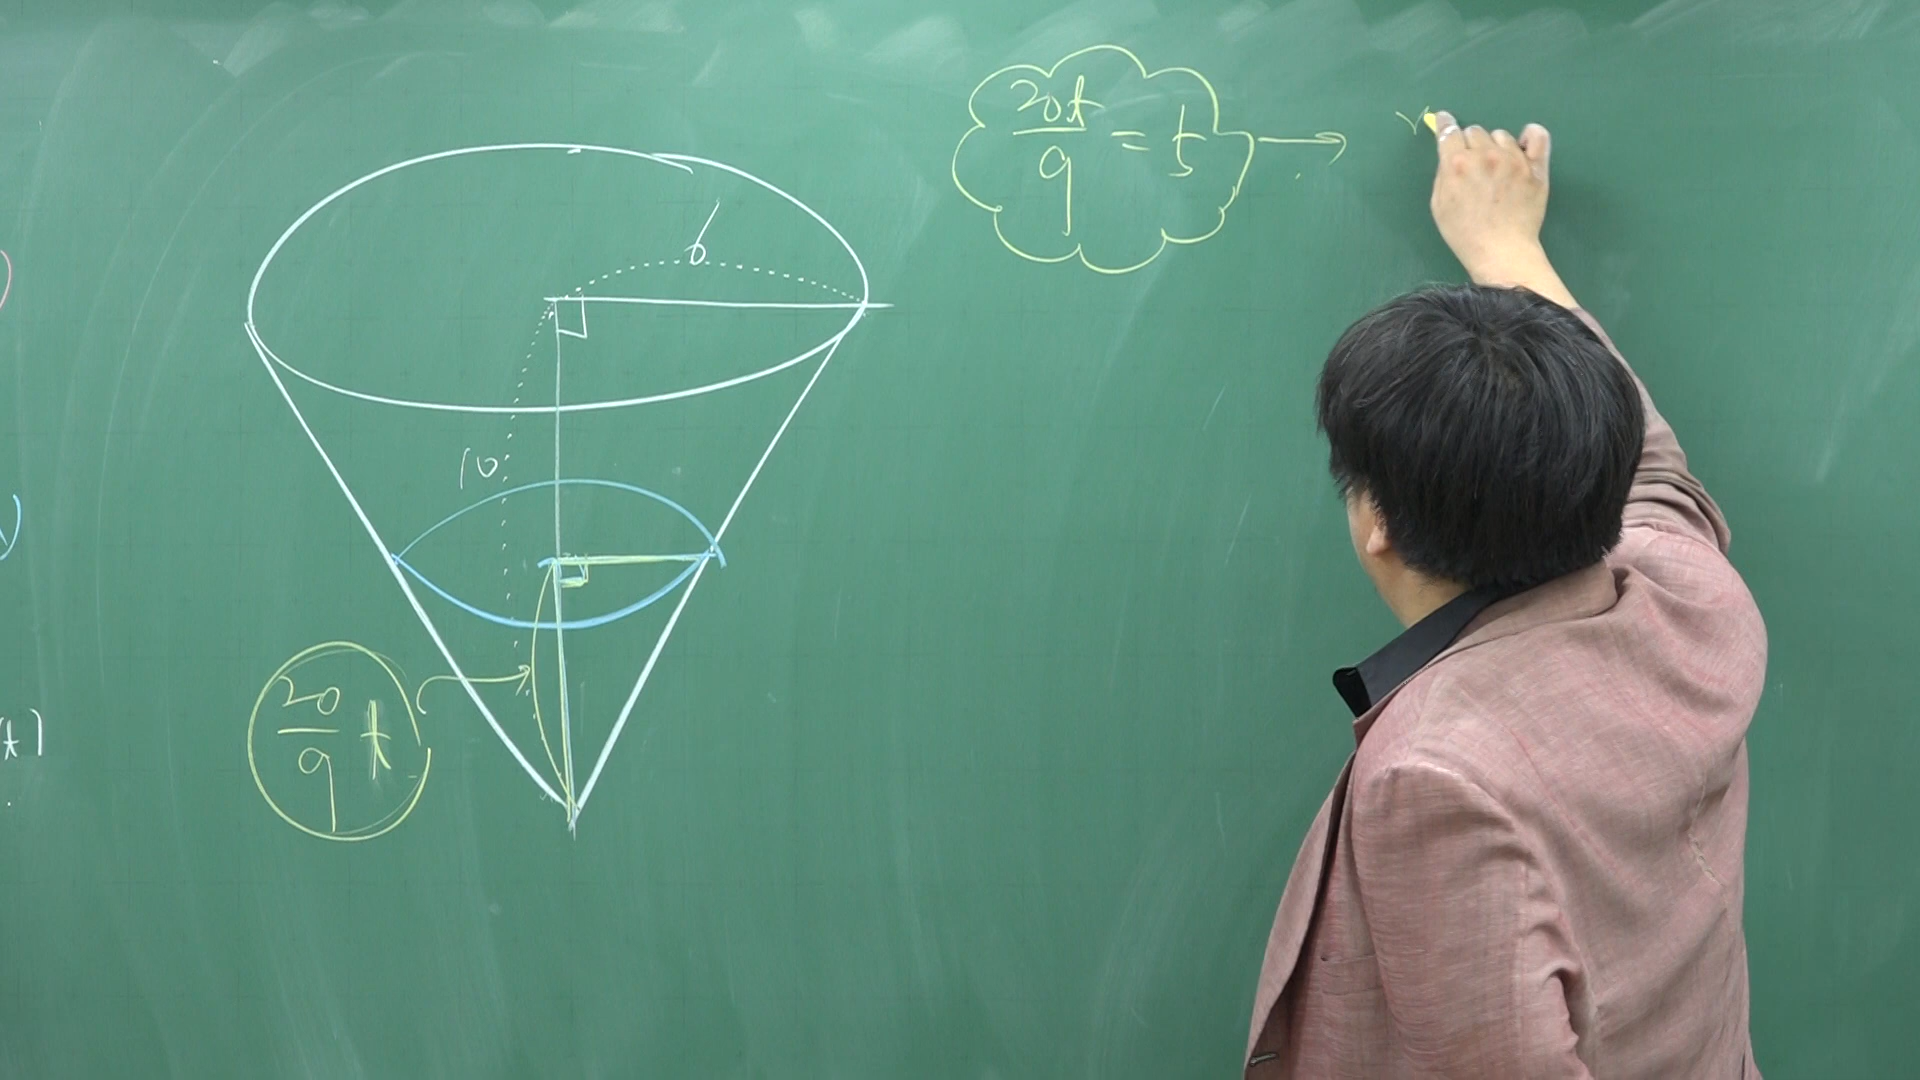 20t/9 = 5 →
6
10
20/9 t
(t)